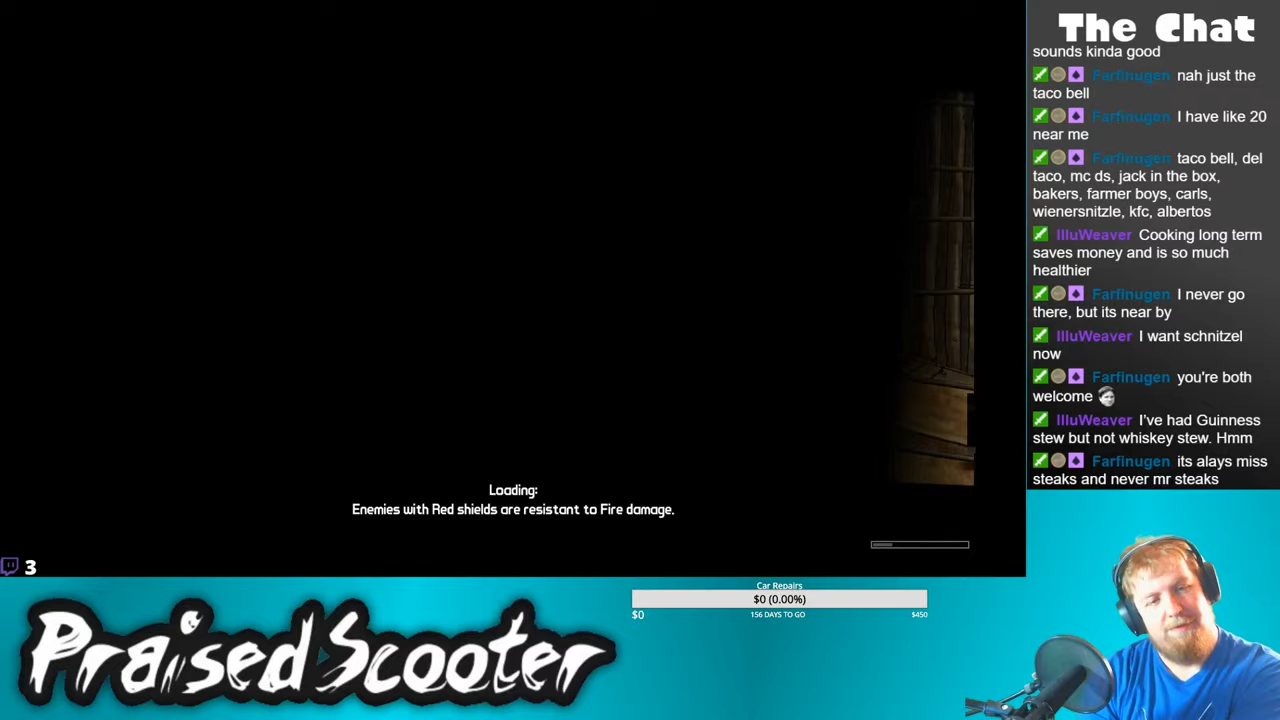 The Chat
sounds kinda good
Farfinugen nah just the
taco bell
Farfinugen I have like 20
near me
Farfinugen taco bell, del
taco, mc ds, jack in the box,
bakers, farmer boys, carls,
wienersnitzle, kfc, albertos
IlluWeaver Cooking long term
saves money and is so much
healthier
Farfinugen I never go
there, but its near by
IlluWeaver I want schnitzel
now
Farfinugen you're both
welcome
IlluWeaver I've had Guinness
stew but not whiskey stew. Hmm
Farfinugen its alays miss
steaks and never mr steaks
Loading:
Enemies with Red shields are resistant to Fire damage.
3
Car Repairs
$0 (0.00%)
$0 156 DAYS TO GO $450
PraisedScooter